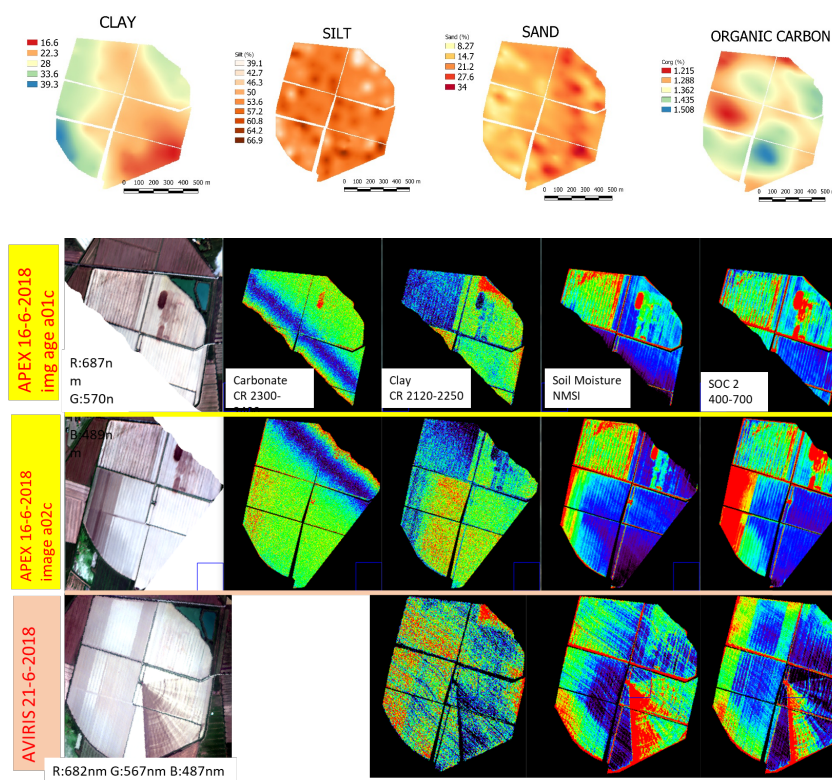 CLAY
16.6
22.3
28
33.6
39.3
0 100 200 300 400 500 m
SILT
Silt (%)
39.1
42.7
46.3
50
53.6
57.2
60.8
64.2
66.9
0 100 200 300 400 500 m
SAND
Sand (%)
8.27
14.7
21.2
27.6
34
0 100 200 300 400 500 m
ORGANIC CARBON
Corg (%)
1.215
1.288
1.362
1.435
1.508
0 100 200 300 400 500 m
APEX 16-6-2018
img age a01c
R:687n
m
G:570n
B:489n
m
Carbonate
CR 2300-
Clay
CR 2120-2250
Soil Moisture
NMSI
SOC 2
400-700
APEX 16-6-2018
image a02c
AVIRIS 21-6-2018
R:682nm G:567nm B:487nm